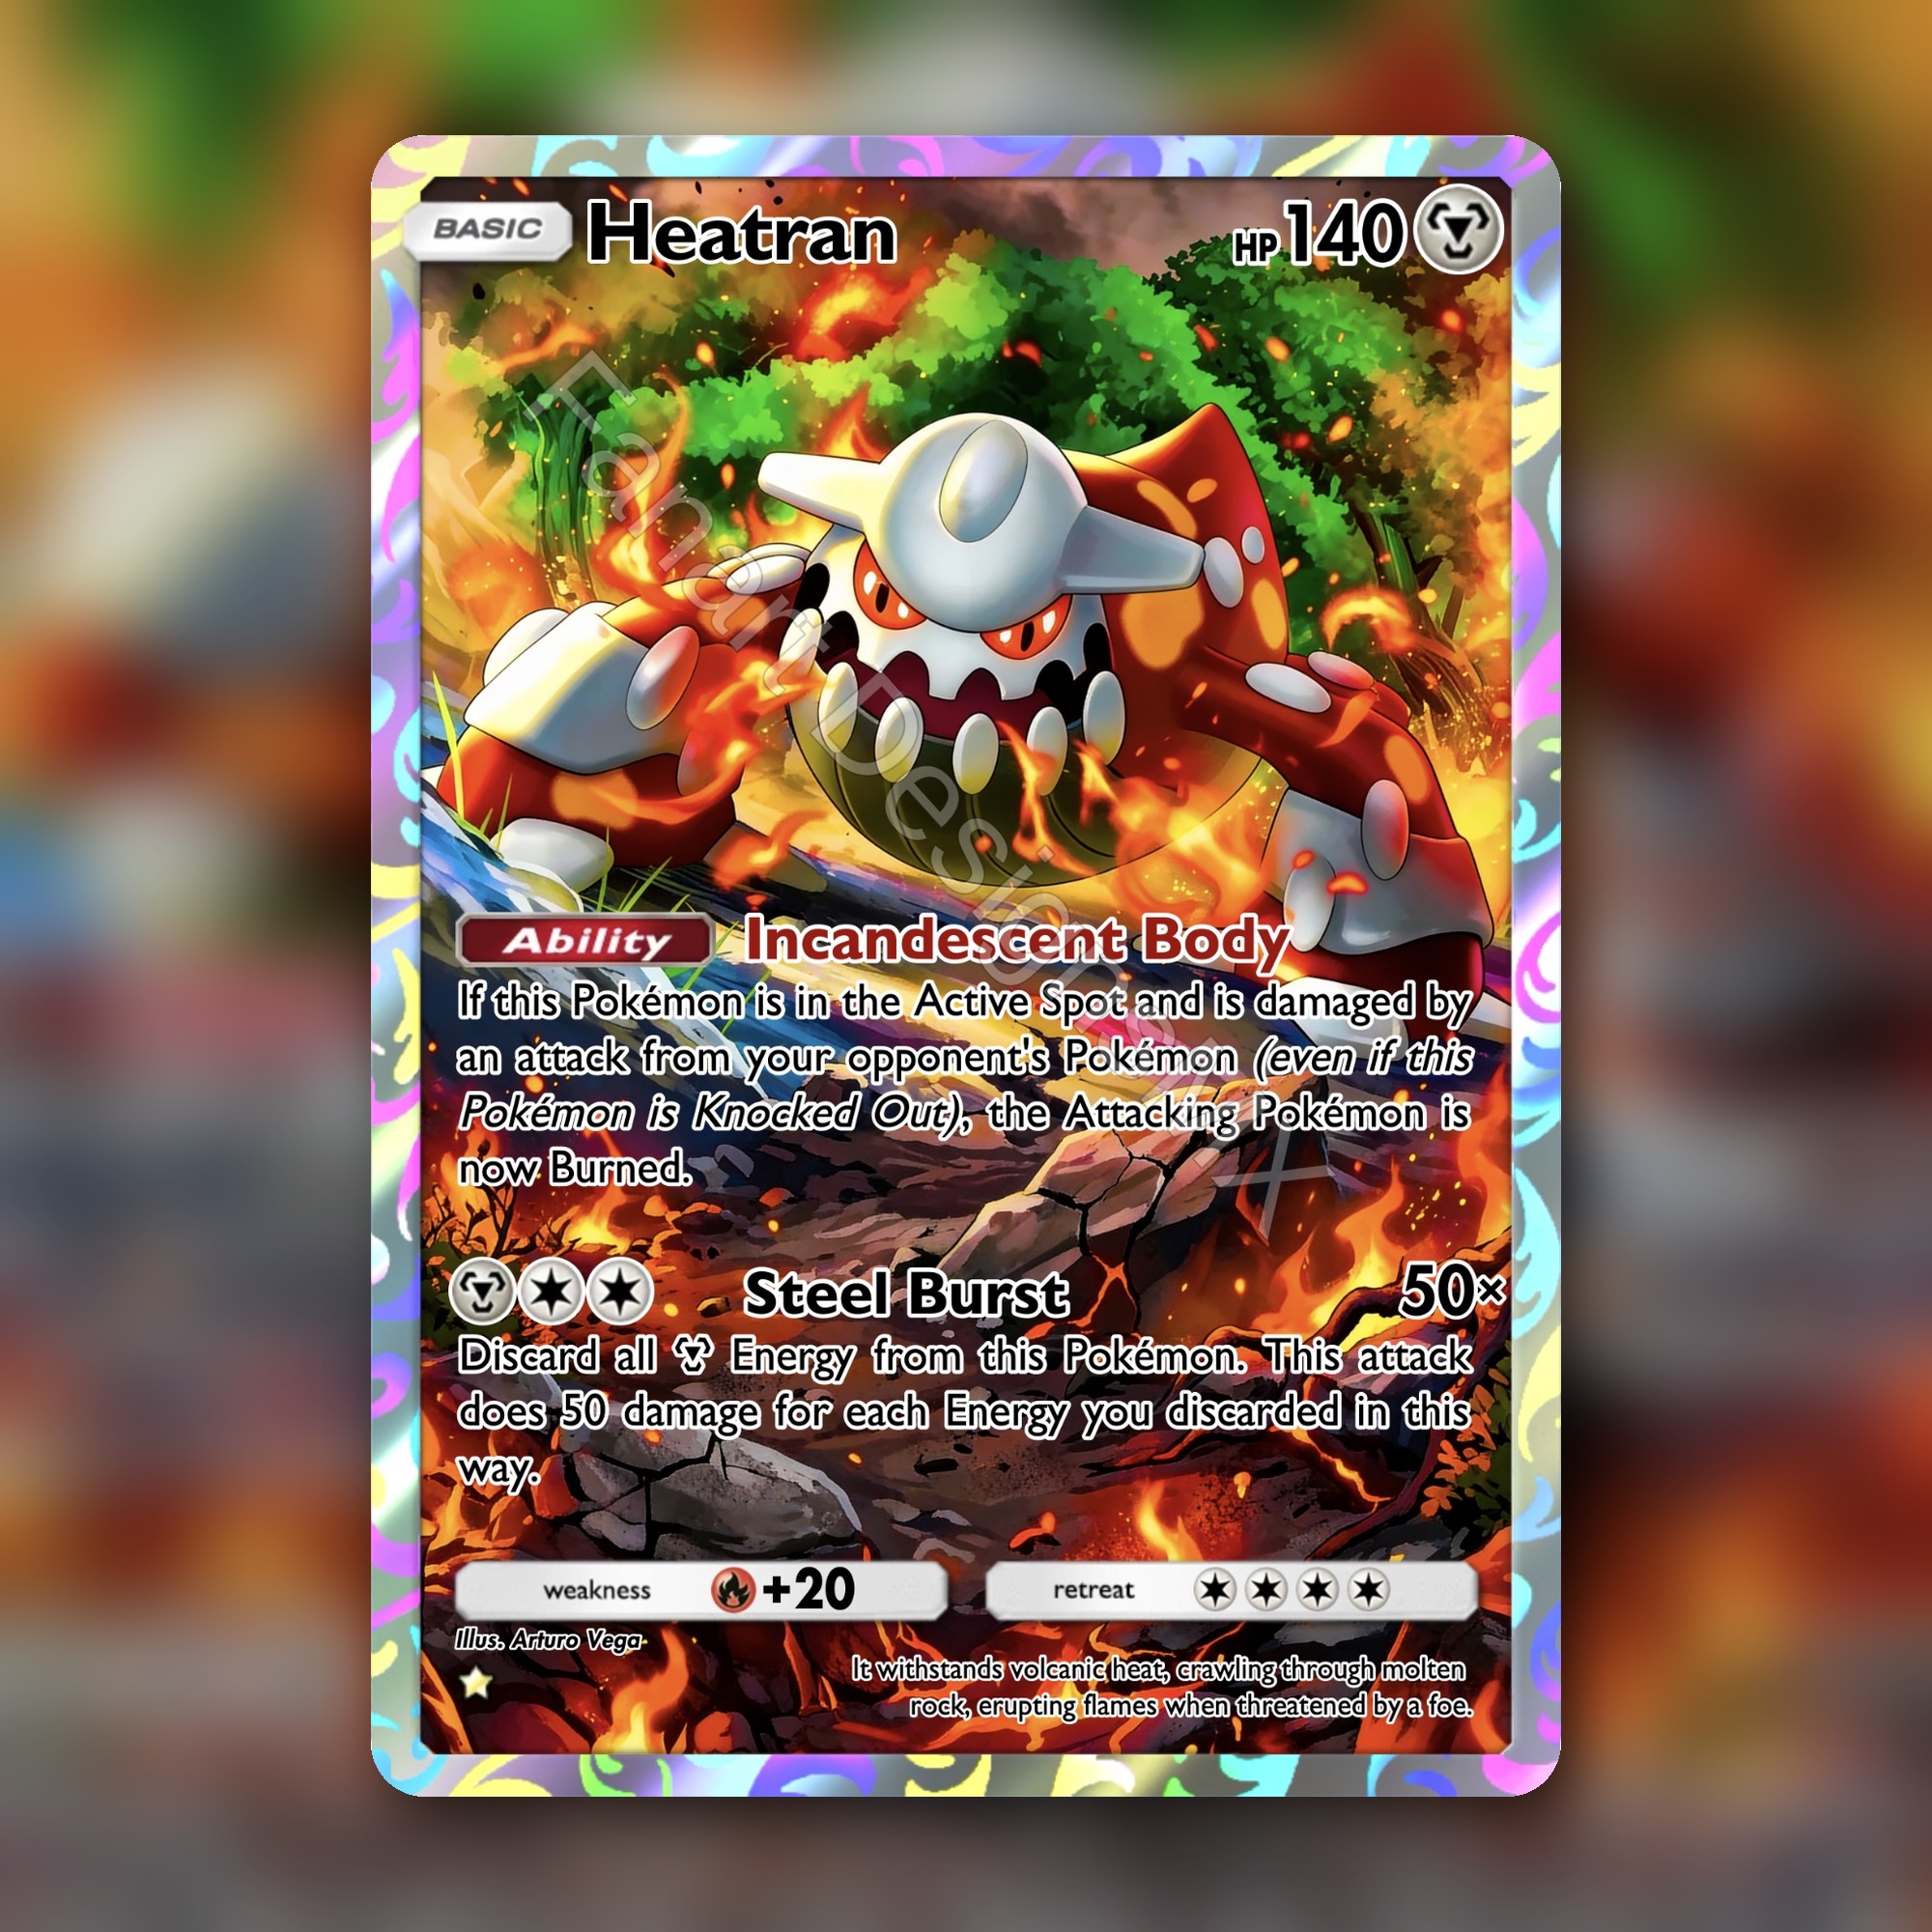 BASIC Heatran HP 140
Ability Incandescent Body
If this Pokémon is in the Active Spot and is damaged by
an attack from your opponent's Pokémon (even if this
Pokémon is Knocked Out), the Attacking Pokémon is
now Burned.
Steel Burst 50×
Discard all Energy from this Pokémon. This attack
does 50 damage for each Energy you discarded in this
way.
weakness +20 retreat
Illus. Arturo Vega
It withstands volcanic heat, crawling through molten
rock, erupting flames when threatened by a foe.